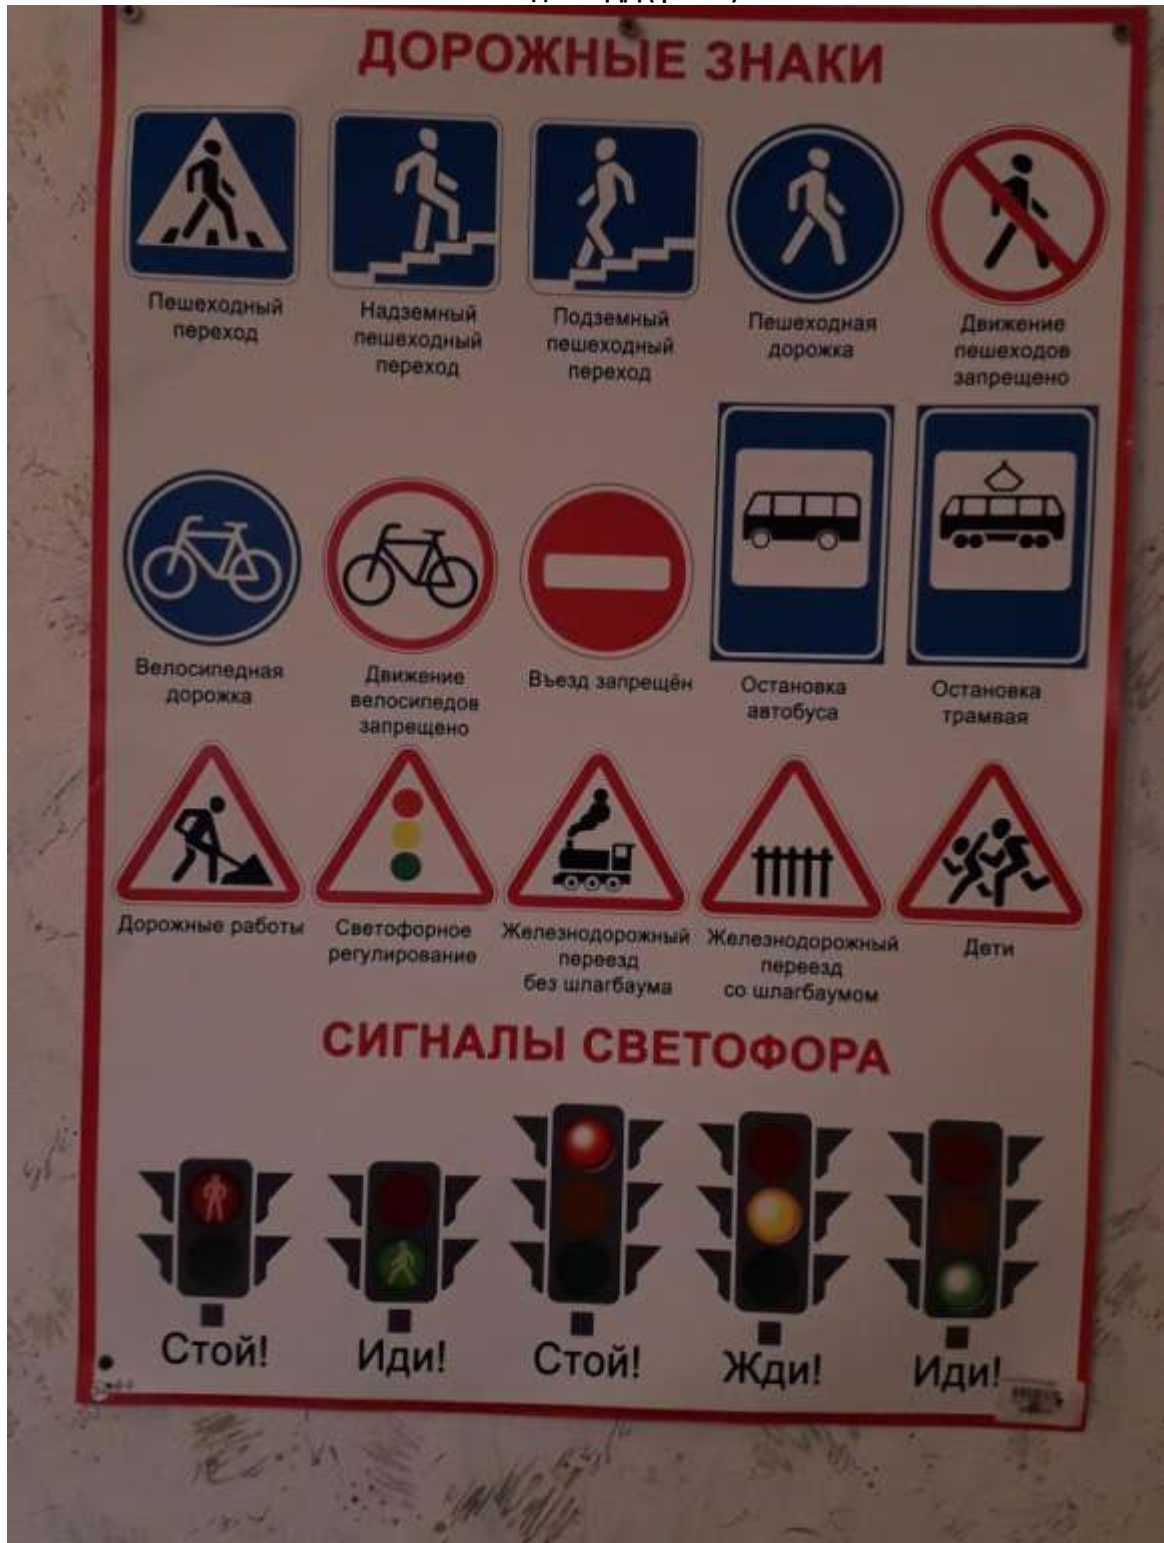 ДОРОЖНЫЕ ЗНАКИ
Пешеходный
переход
Надземный
пешеходный
переход
Подземный
пешеходный
переход
Пешеходная
дорожка
Движение
пешеходов
запрещено
Велосипедная
дорожка
Движение
велосипедов
запрещено
Въезд запрещён
Остановка
автобуса
Остановка
трамвая
Дорожные работы
Светофорное
регулирование
Железнодорожный
переезд
без шлагбаума
Железнодорожный
переезд
со шлагбаумом
Дети
СИГНАЛЫ СВЕТОФОРА
Стой!
Иди!
Стой!
Жди!
Иди!